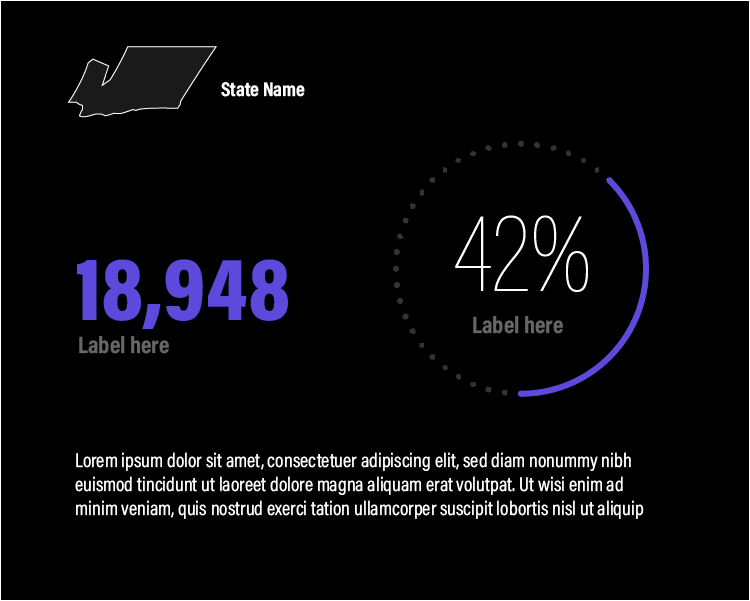 State Name
18,948
Label here
42%
Label here
Lorem ipsum dolor sit amet, consectetuer adipiscing elit, sed diam nonummy nibh
euismod tincidunt ut laoreet dolore magna aliquam erat volutpat. Ut wisi enim ad
minim veniam, quis nostrud exerci tation ullamcorper suscipit lobortis nisl ut aliquip